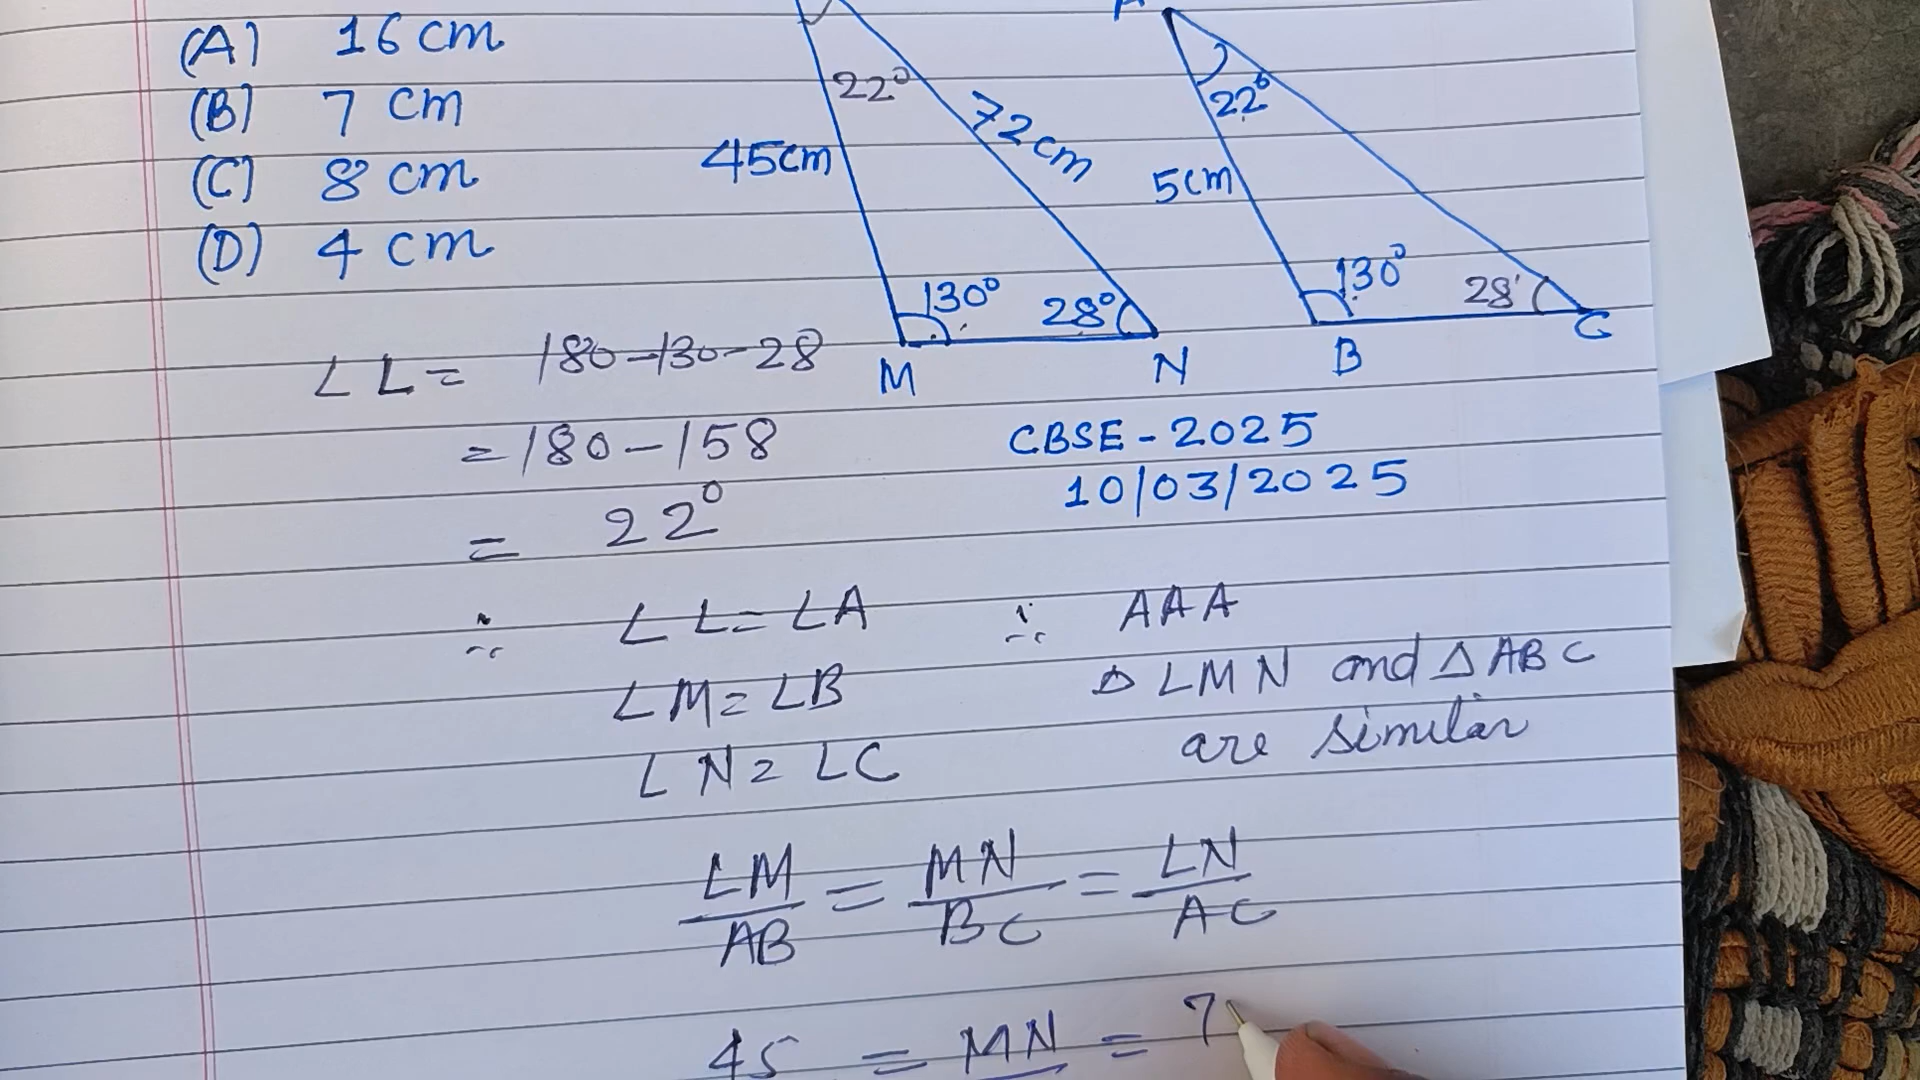 (A) 16 cm
(B) 7 cm
(C) 8 cm
(D) 4 cm
22°
45cm
72cm
130°
28°
M
N
22°
5cm
130°
28°
B
C
∠L = 180-130-28
= 180-158
= 22°
CBSE - 2025
10/03/2025
∴ ∠L = ∠A
∠M = ∠B
∠N = ∠C
∴ AAA
△ LMN and △ ABC
are similar
LM/AB = MN/BC = LN/AC
45 = MN = 7